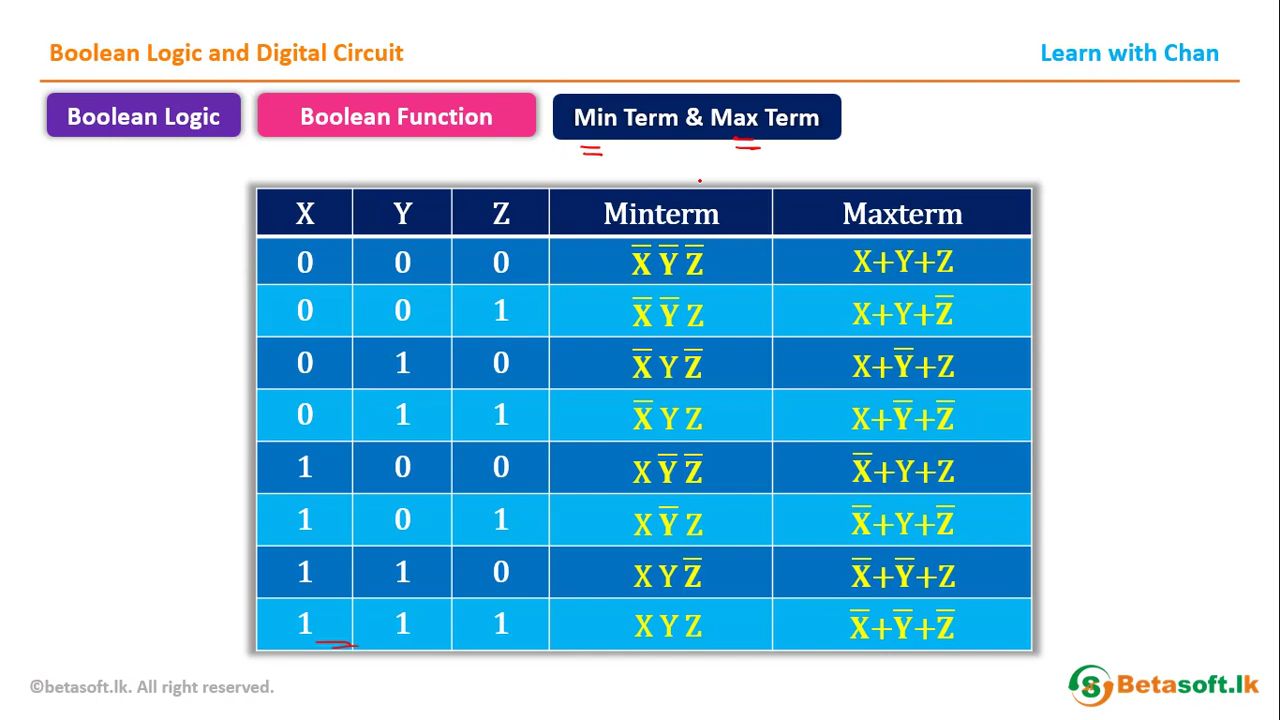 Boolean Logic and Digital Circuit
Learn with Chan
Boolean Logic
Boolean Function
Min Term & Max Term
X Y Z Minterm Maxterm
0 0 0 X̅ Y̅ Z̅ X+Y+Z
0 0 1 X̅ Y̅ Z X+Y+Z̅
0 1 0 X̅ Y Z̅ X+Y̅+Z
0 1 1 X̅ Y Z X+Y̅+Z̅
1 0 0 X Y̅ Z̅ X̅+Y+Z
1 0 1 X Y̅ Z X̅+Y+Z̅
1 1 0 X Y Z̅ X̅+Y̅+Z
1 1 1 X Y Z X̅+Y̅+Z̅
©betasoft.lk. All right reserved.
Betasoft.lk